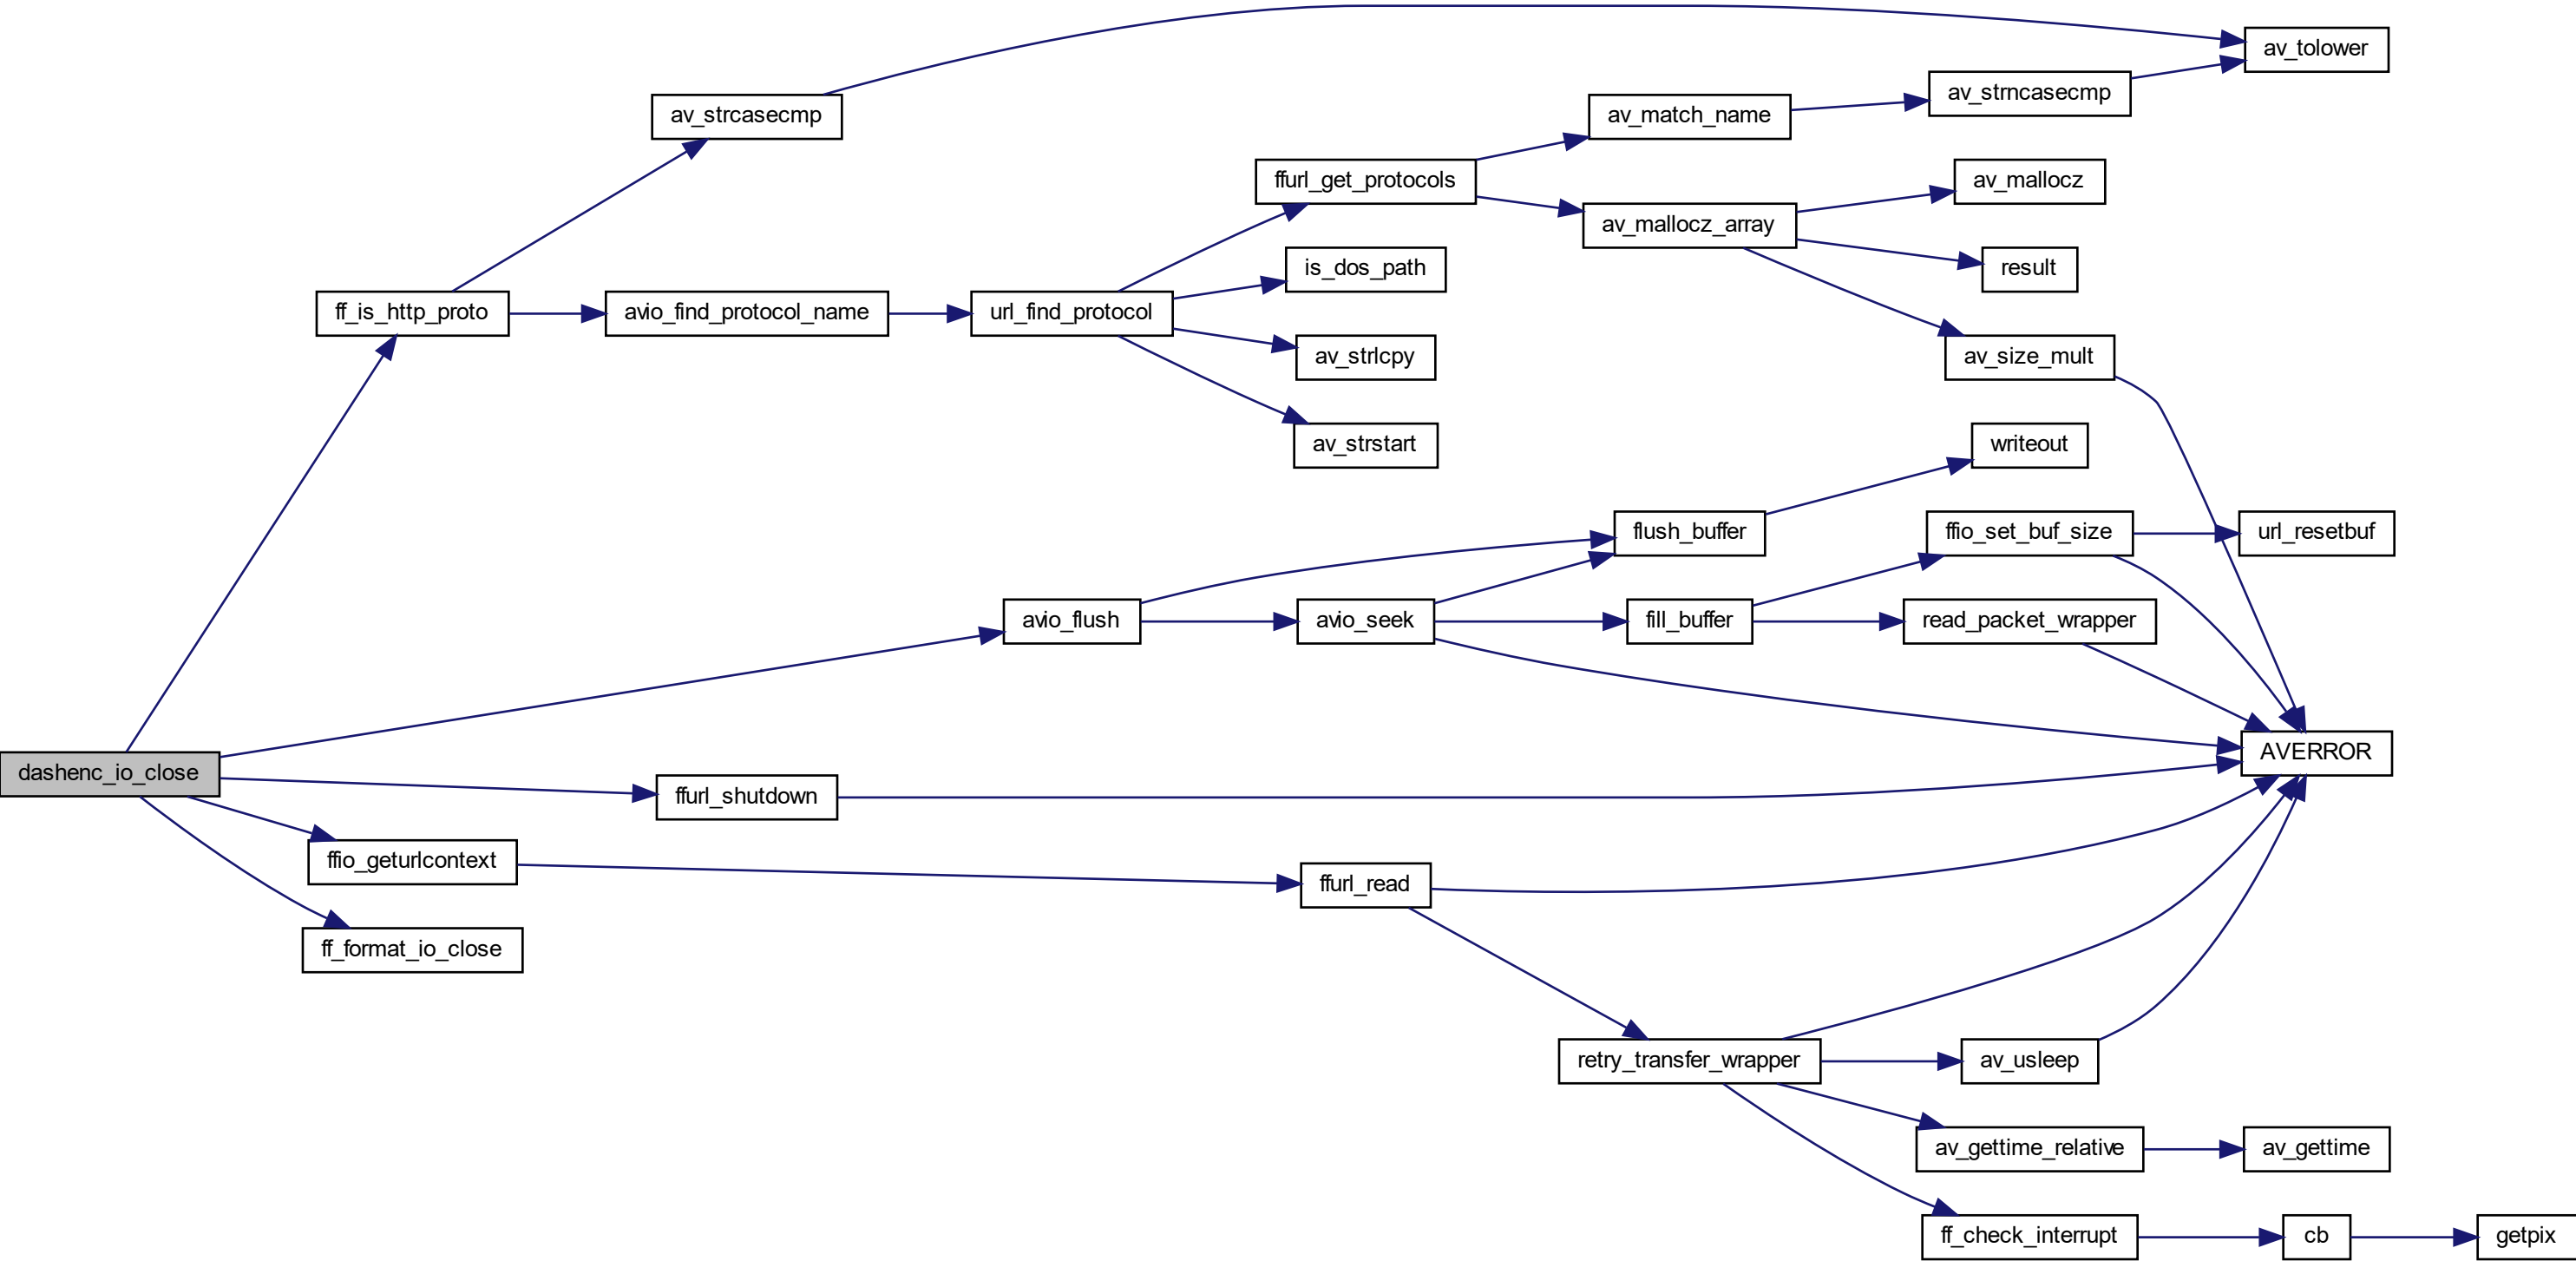 av_tolower
av_strncasecmp
av_strcasecmp
av_match_name
ffurl_get_protocols
av_mallocz
av_mallocz_array
is_dos_path
result
ff_is_http_proto
avio_find_protocol_name
url_find_protocol
av_strlcpy
av_size_mult
av_strstart
writeout
flush_buffer
ffio_set_buf_size
url_resetbuf
avio_flush
avio_seek
fill_buffer
read_packet_wrapper
AVERROR
dashenc_io_close
ffurl_shutdown
ffio_geturlcontext
ffurl_read
ff_format_io_close
retry_transfer_wrapper
av_usleep
av_gettime_relative
av_gettime
ff_check_interrupt
cb
getpix